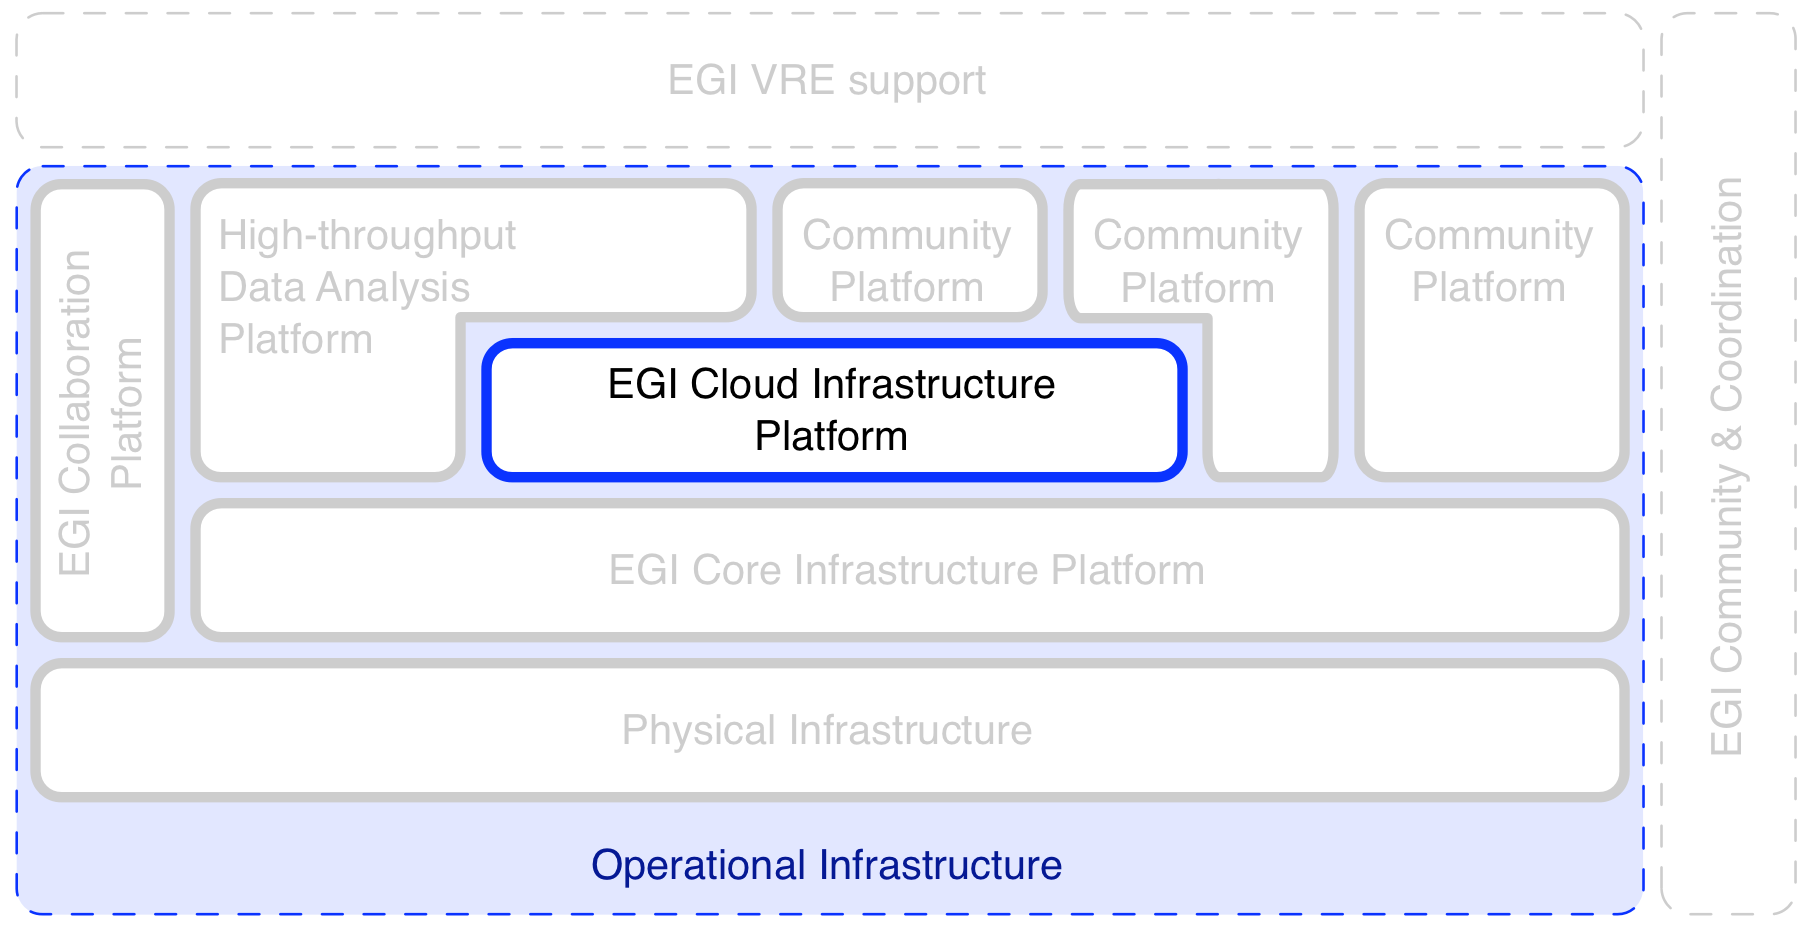 EGI VRE support
EGI Collaboration
Platform
High-throughput
Data Analysis
Platform
Community
Platform
Community
Platform
Community
Platform
EGI Cloud Infrastructure
Platform
EGI Core Infrastructure Platform
Physical Infrastructure
Operational Infrastructure
EGI Community & Coordination